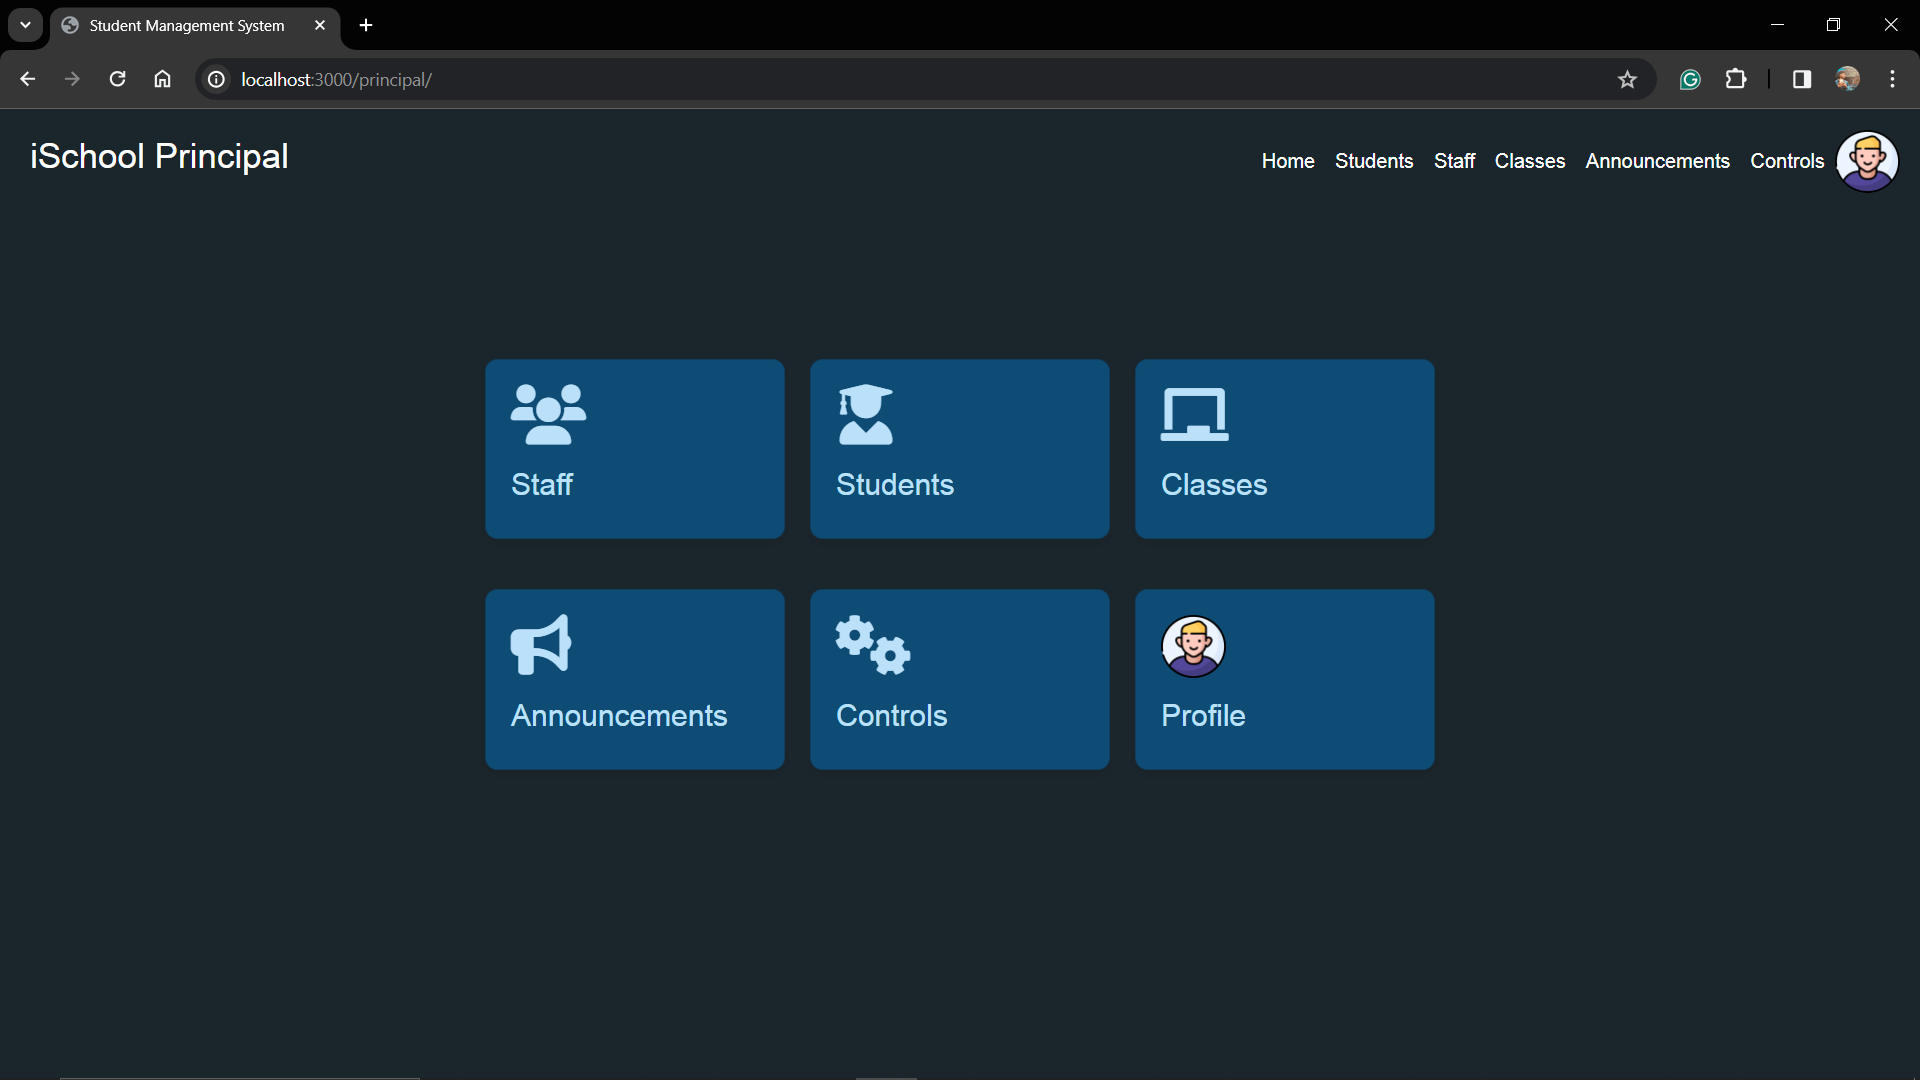 Student Management System
localhost:3000/principal/
iSchool Principal
Home Students Staff Classes Announcements Controls
Staff
Students
Classes
Announcements
Controls
Profile